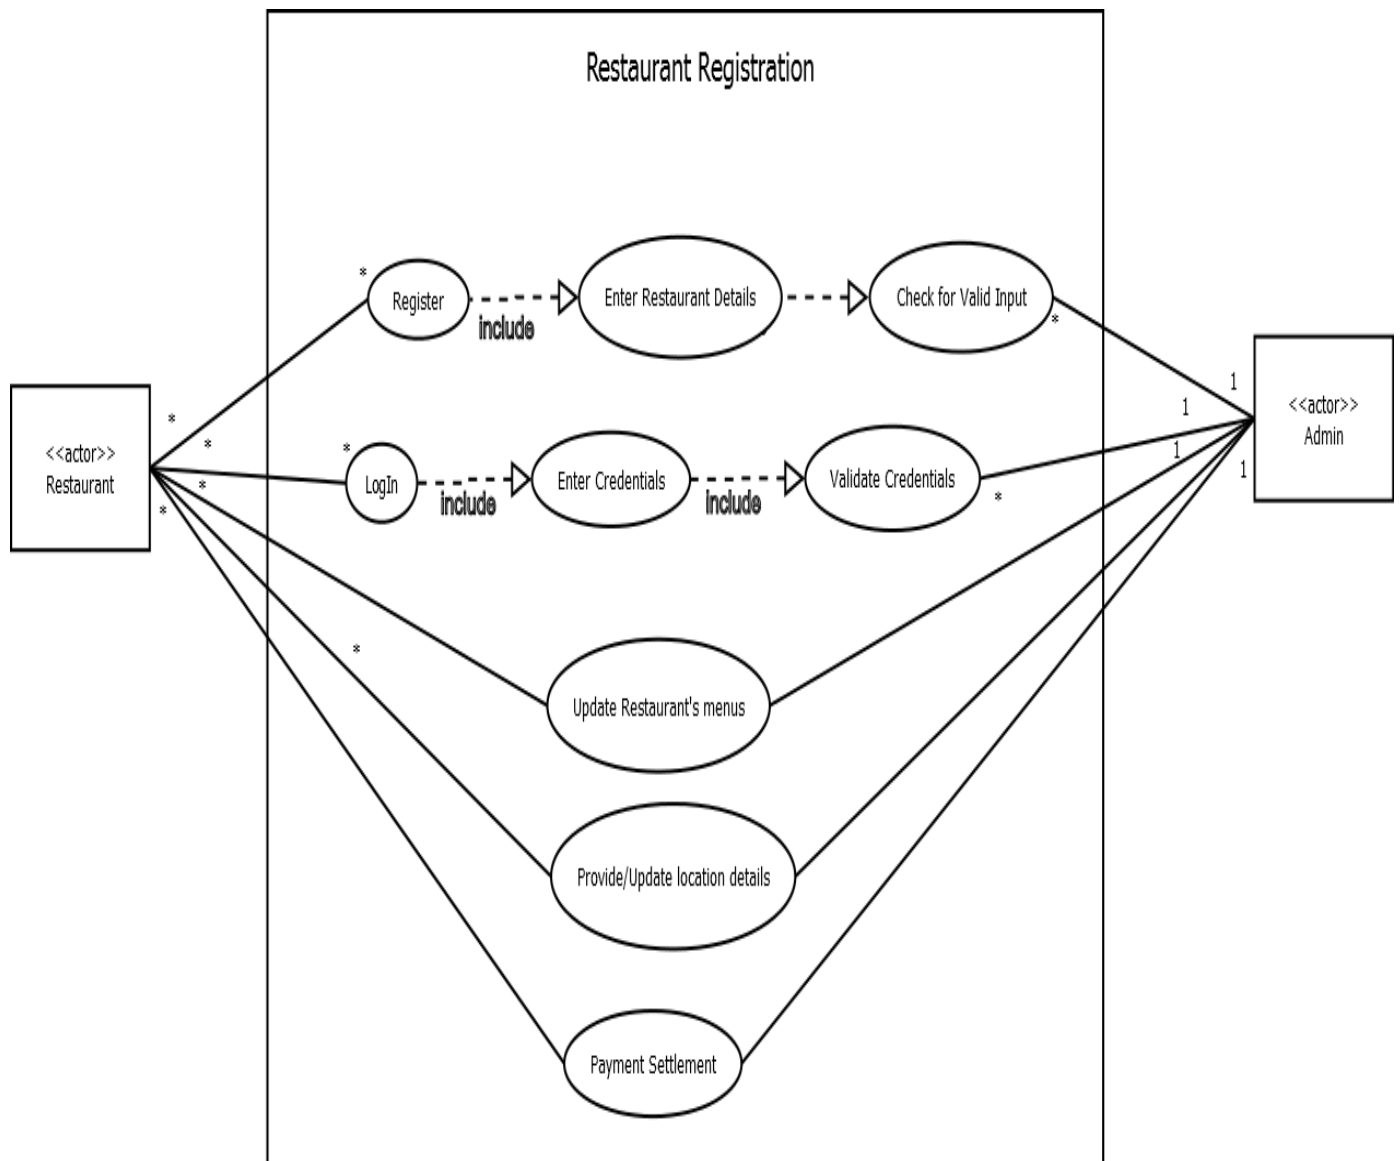 Restaurant Registration
*
Register
include
Enter Restaurant Details
Check for Valid Input
*
<<actor>>
Restaurant
*
*
*
*
*
LogIn
include
Enter Credentials
include
Validate Credentials
*
1
1
1
1
<<actor>>
Admin
*
Update Restaurant's menus
Provide/Update location details
Payment Settlement